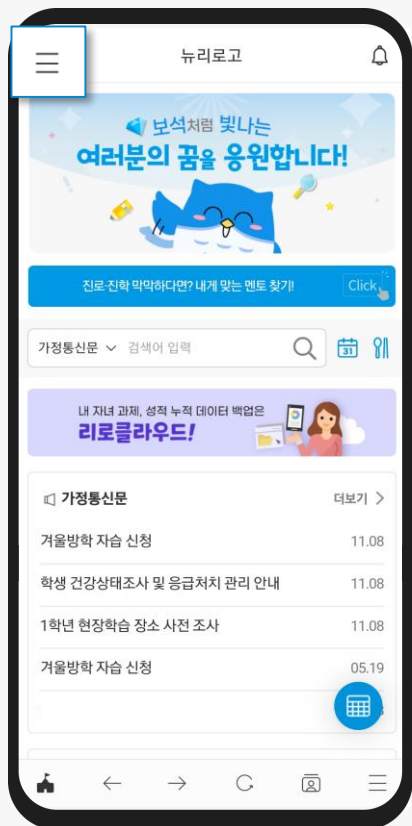 뉴리로고
보석처럼 빛나는
여러분의 꿈을 응원합니다!
진로·진학 막막하다면? 내게 맞는 멘토 찾기! Click
가정통신문 검색어 입력 31
내 자녀 과제, 성적 누적 데이터 백업은
리로클라우드!
가정통신문 더보기 >
겨울방학 자습 신청 11.08
학생 건강상태조사 및 응급처치 관리 안내 11.08
1학년 현장학습 장소 사전 조사 11.08
겨울방학 자습 신청 05.19